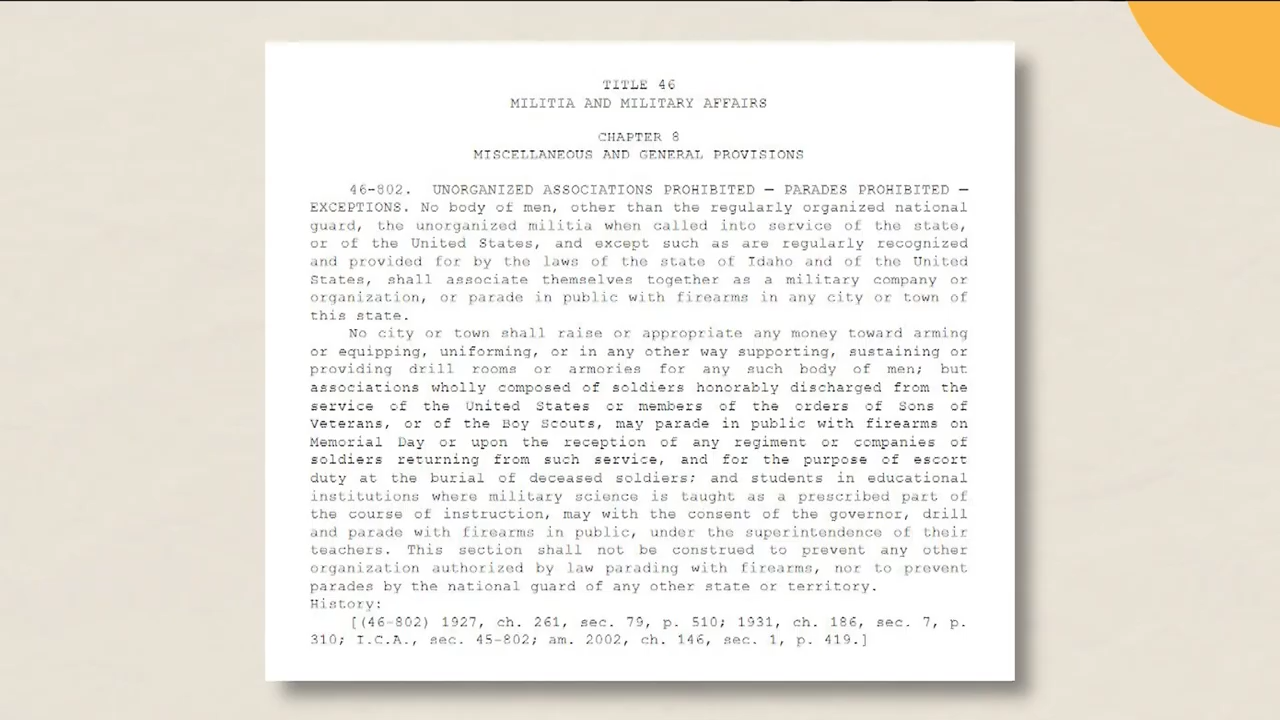 TITLE 46
MILITIA AND MILITARY AFFAIRS
CHAPTER 8
MISCELLANEOUS AND GENERAL PROVISIONS
46-802. UNORGANIZED ASSOCIATIONS PROHIBITED — PARADES PROHIBITED —
EXCEPTIONS. No body of men, other than the regularly organized national
guard, the unorganized militia when called into service of the state,
or of the United States, and except such as are regularly recognized
and provided for by the laws of the state of Idaho and of the United
States, shall associate themselves together as a military company or
organization, or parade in public with firearms in any city or town of
this state.
No city or town shall raise or appropriate any money toward arming
or equipping, uniforming, or in any other way supporting, sustaining or
providing drill rooms or armories for any such body of men; but
associations wholly composed of soldiers honorably discharged from the
service of the United States or members of the orders of Sons of
Veterans, or of the Boy Scouts, may parade in public with firearms on
Memorial Day or upon the reception of any regiment or companies of
soldiers returning from such service, and for the purpose of escort
duty at the burial of deceased soldiers; and students in educational
institutions where military science is taught as a prescribed part of
the course of instruction, may with the consent of the governor, drill
and parade with firearms in public, under the superintendence of their
teachers. This section shall not be construed to prevent any other
organization authorized by law parading with firearms, nor to prevent
parades by the national guard of any other state or territory.
History:
[(46-802) 1927, ch. 261, sec. 79, p. 510; 1931, ch. 186, sec. 7, p.
310; I.C.A., sec. 45-802; am. 2002, ch. 146, sec. 1, p. 419.]